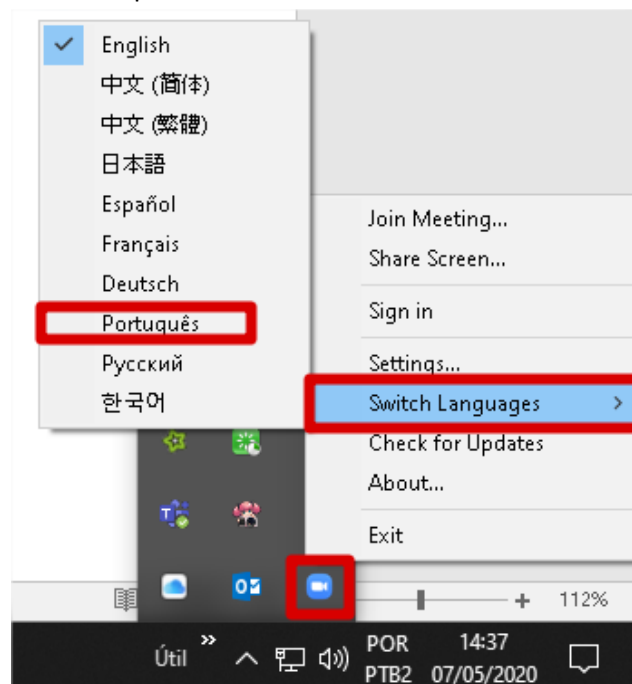 English
中文 (简体)
中文 (繁體)
日本語
Español
Français
Deutsch
Português
Русский
한국어
Join Meeting...
Share Screen...
Sign in
Settings...
Switch Languages >
Check for Updates
About...
Exit
112%
Útil »
POR
PTB2
14:37
07/05/2020